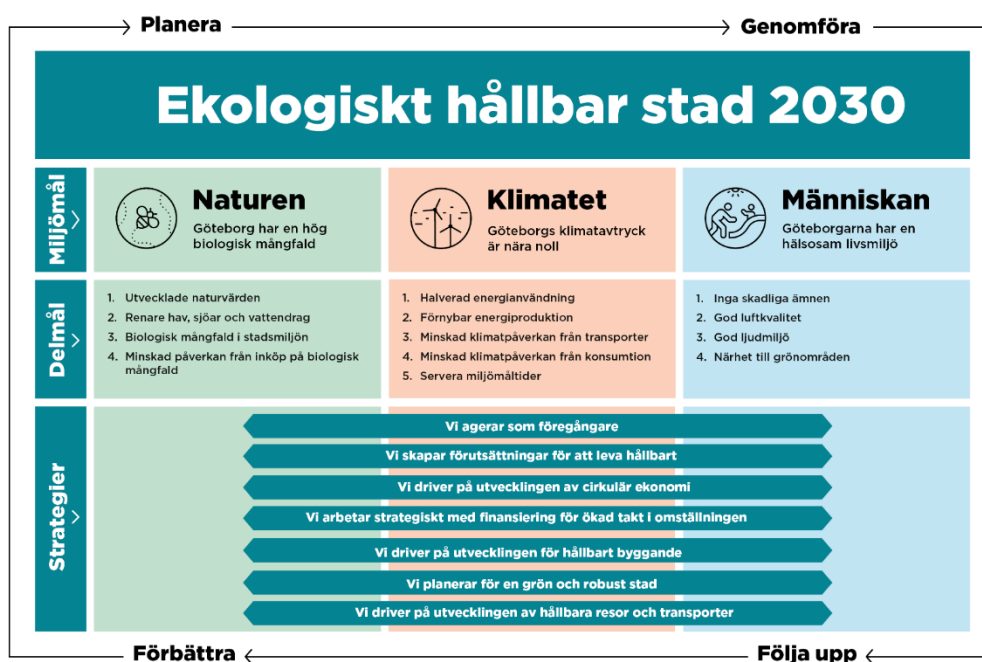 Planera
Genomföra
Ekologiskt hållbar stad 2030
Miljömål
Naturen
Göteborg har en hög
biologisk mångfald
Klimatet
Göteborgs klimatavtryck
är nära noll
Människan
Göteborgarna har en
hälsosam livsmiljö
Delmål
1. Utvecklade naturvärden
2. Renare hav, sjöar och vattendrag
3. Biologisk mångfald i stadsmiljön
4. Minskad påverkan från inköp på biologisk
mångfald
1. Halverad energianvändning
2. Förnybar energiproduktion
3. Minskad klimatpåverkan från transporter
4. Minskad klimatpåverkan från konsumtion
5. Servera miljömåltider
1. Inga skadliga ämnen
2. God luftkvalitet
3. God ljudmiljö
4. Närhet till grönområden
Strategier
Vi agerar som föregångare
Vi skapar förutsättningar för att leva hållbart
Vi driver på utvecklingen av cirkulär ekonomi
Vi arbetar strategiskt med finansiering för ökad takt i omställningen
Vi driver på utvecklingen för hållbart byggande
Vi planerar för en grön och robust stad
Vi driver på utvecklingen av hållbara resor och transporter
Förbättra
Följa upp